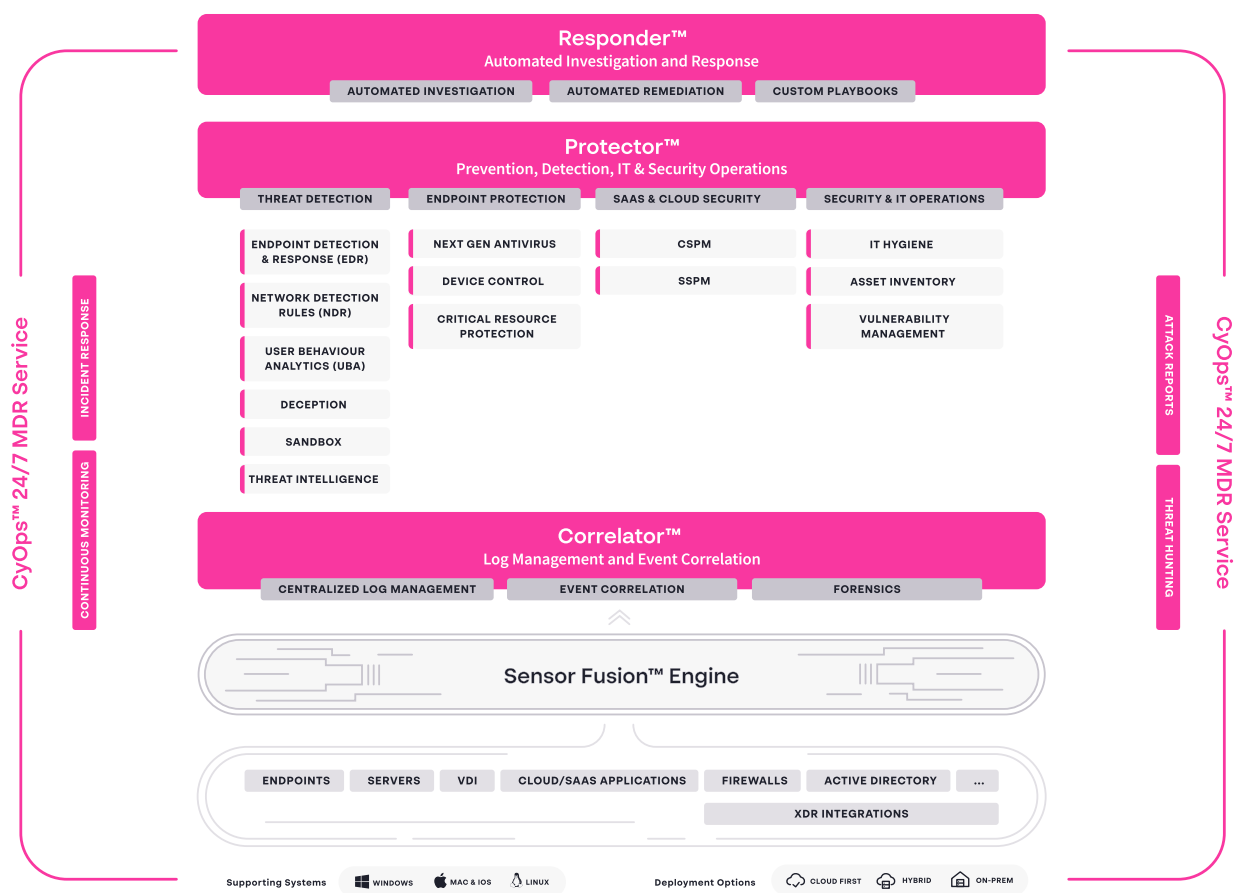 Responder™
Automated Investigation and Response
AUTOMATED INVESTIGATION
AUTOMATED REMEDIATION
CUSTOM PLAYBOOKS
Protector™
Prevention, Detection, IT & Security Operations
THREAT DETECTION
ENDPOINT DETECTION
& RESPONSE (EDR)
NETWORK DETECTION
RULES (NDR)
USER BEHAVIOUR
ANALYTICS (UBA)
DECEPTION
SANDBOX
THREAT INTELLIGENCE
ENDPOINT PROTECTION
NEXT GEN ANTIVIRUS
DEVICE CONTROL
CRITICAL RESOURCE
PROTECTION
SAAS & CLOUD SECURITY
CSPM
SSPM
SECURITY & IT OPERATIONS
IT HYGIENE
ASSET INVENTORY
VULNERABILITY
MANAGEMENT
CyOps™ 24/7 MDR Service
INCIDENT RESPONSE
CONTINUOUS MONITORING
ATTACK REPORTS
THREAT HUNTING
CyOps™ 24/7 MDR Service
Correlator™
Log Management and Event Correlation
CENTRALIZED LOG MANAGEMENT
EVENT CORRELATION
FORENSICS
Sensor Fusion™ Engine
ENDPOINTS
SERVERS
VDI
CLOUD/SAAS APPLICATIONS
FIREWALLS
ACTIVE DIRECTORY
...
XDR INTEGRATIONS
Supporting Systems
WINDOWS
MAC & IOS
LINUX
Deployment Options
CLOUD FIRST
HYBRID
ON-PREM